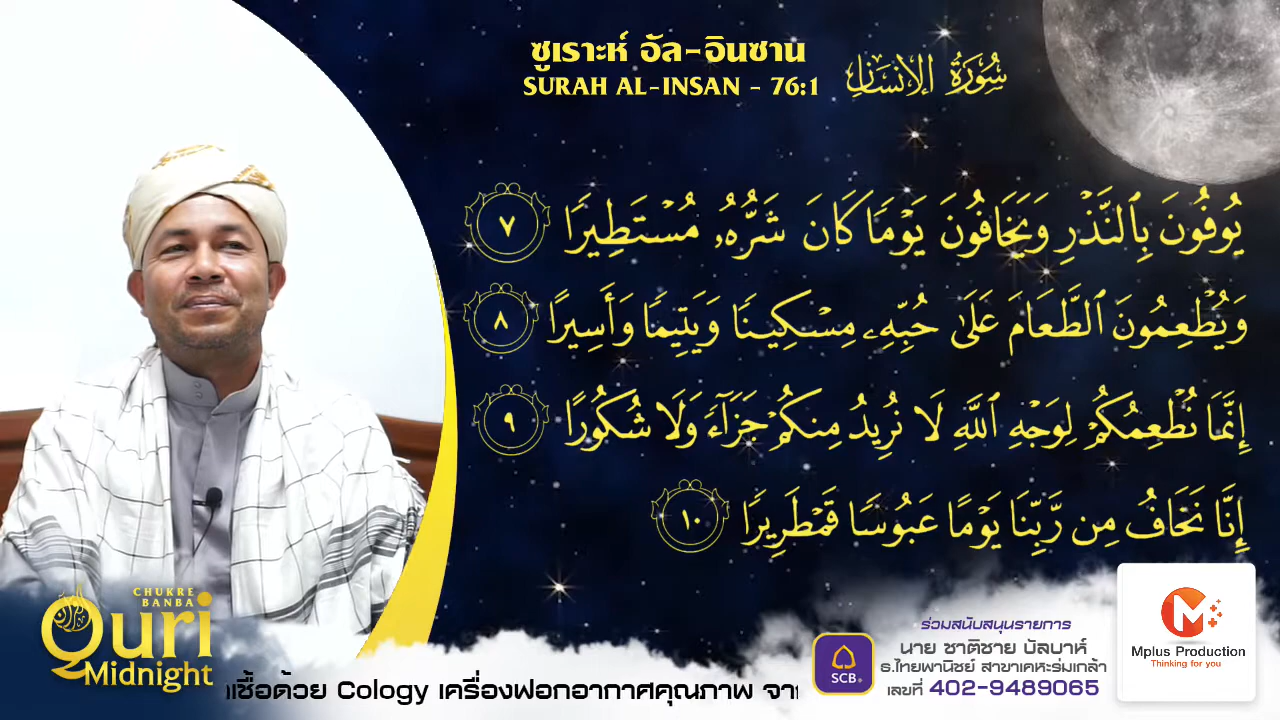 ซูเราะห์ อัล-อินซาน
SURAH AL-INSAN - 76:1
سُورَةُ الإِنسَانِ
يُوفُونَ بِٱلنَّذۡرِ وَيَخَافُونَ يَوۡمٗا كَانَ شَرُّهُۥ مُسۡتَطِيرٗا ٧
وَيُطۡعِمُونَ ٱلطَّعَامَ عَلَىٰ حُبِّهِۦ مِسۡكِينٗا وَيَتِيمٗا وَأَسِيرًا ٨
إِنَّمَا نُطۡعِمُكُمۡ لِوَجۡهِ ٱللَّهِ لَا نُرِيدُ مِنكُمۡ جَزَآءٗ وَلَا شُكُورًا ٩
إِنَّا نَخَافُ مِن رَّبِّنَا يَوۡمًا عَبُوسٗا قَمۡطَرِيرٗا ١٠
CHUKRE
BANBA
Quri
Midnight
เชื้อด้วย Cology เครื่องฟอกอากาศคุณภาพ จาก
SCB
ร่วมสนับสนุนรายการ
นาย ชาติชาย บัลบาห์
ธ.ไทยพานิชย์ สาขาเคหะร่มเกล้า
เลขที่ 402-9489065
Mplus Production
Thinking for you